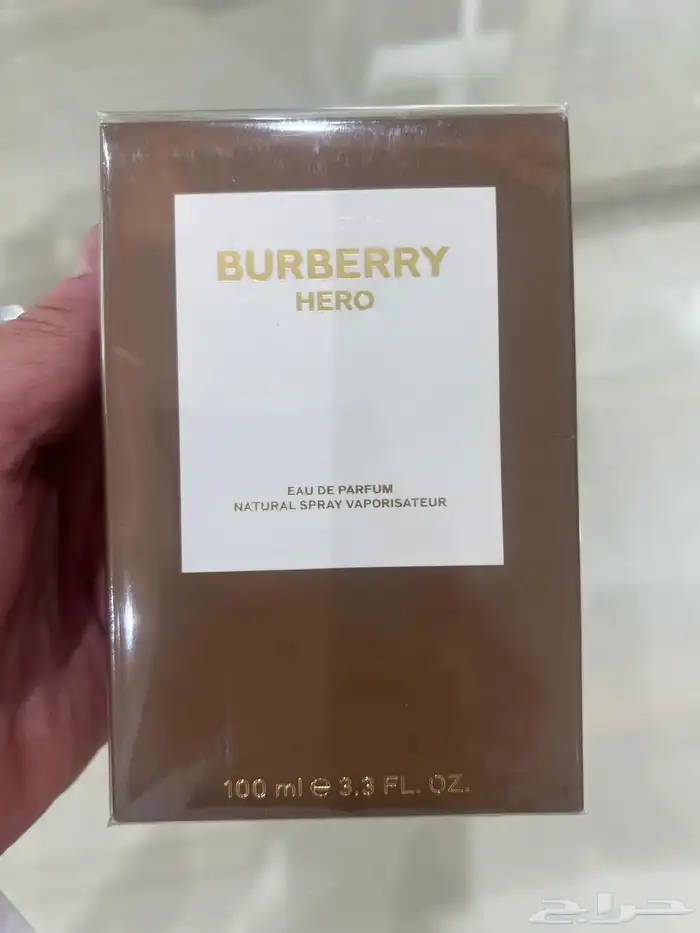 BURBERRY
HERO
EAU DE PARFUM
NATURAL SPRAY VAPORISATEUR
100 ml ℮ 3.3 FL. OZ.
حراج